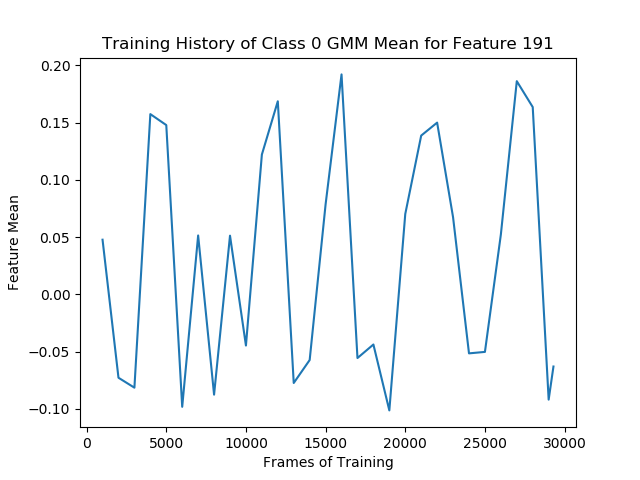 Training History of Class 0 GMM Mean for Feature 191
0.20
0.15
0.10
0.05
0.00
−0.05
−0.10
Feature Mean
0 5000 10000 15000 20000 25000 30000
Frames of Training